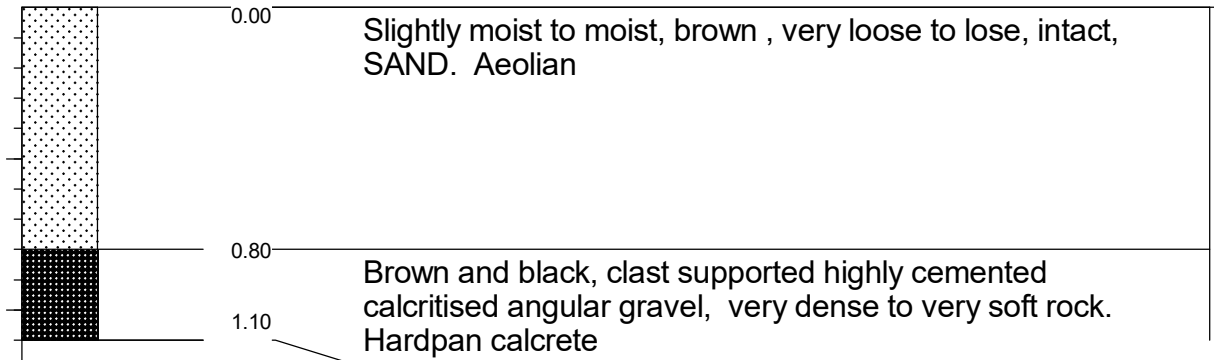 0.00
Slightly moist to moist, brown , very loose to lose, intact,
SAND.  Aeolian
0.80
Brown and black, clast supported highly cemented
calcritised angular gravel,  very dense to very soft rock.
1.10
Hardpan calcrete